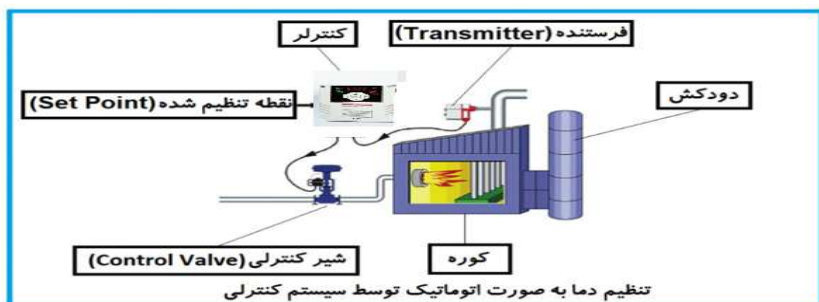 کنترلر
فرستنده (Transmitter)
نقطه تنظیم شده (Set Point)
دودکش
شیر کنترلی (Control Valve)
کوره
تنظیم دما به صورت اتوماتیک توسط سیستم کنترلی